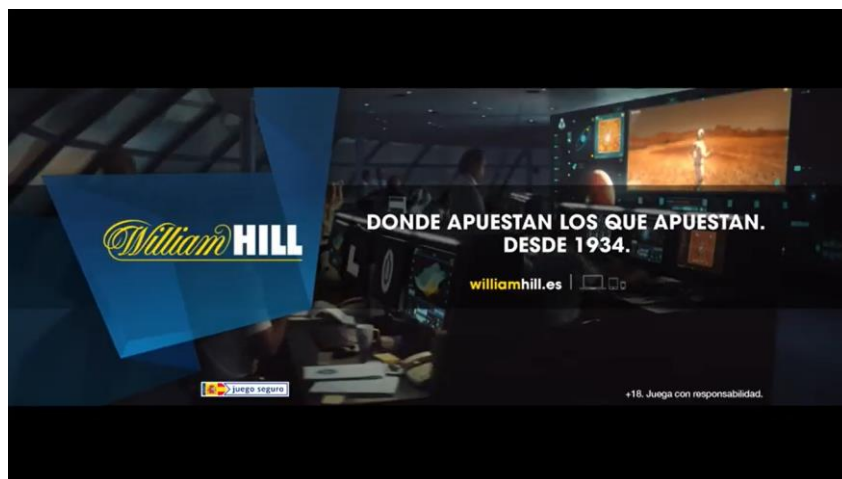 William HILL
DONDE APUESTAN LOS QUE APUESTAN.
DESDE 1934.
williamhill.es
juego seguro
+18. Juega con responsabilidad.